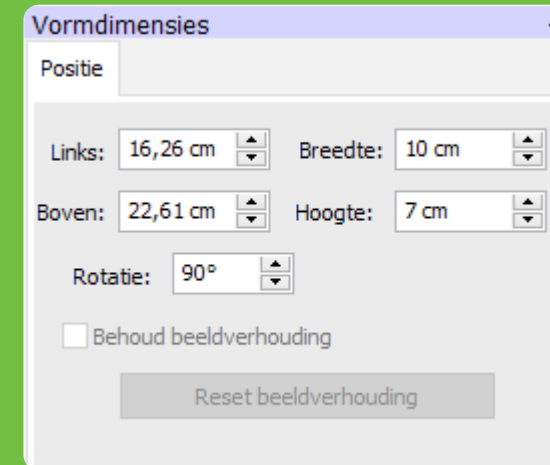 Vormdimensies
Positie
Links: 16,26 cm Breedte: 10 cm
Boven: 22,61 cm Hoogte: 7 cm
Rotatie: 90°
Behoud beeldverhouding
Reset beeldverhouding